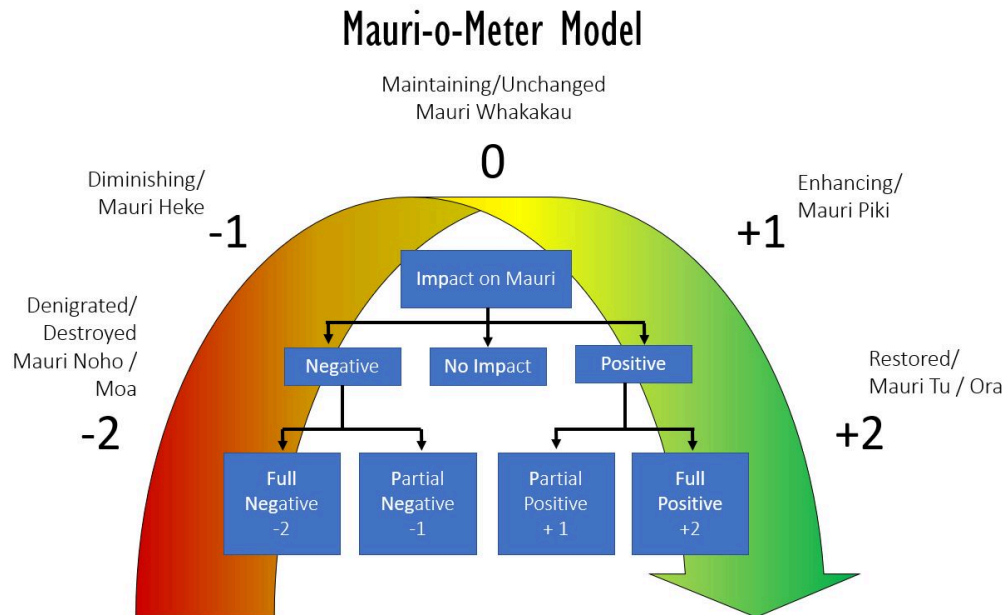 Mauri-o-Meter Model
Maintaining/Unchanged
Mauri Whakakau
0
Diminishing/
Mauri Heke
-1
Enhancing/
Mauri Piki
+1
Denigrated/
Destroyed
Mauri Noho /
Moa
-2
Restored/
Mauri Tu / Ora
+2
Impact on Mauri
Negative
No Impact
Positive
Full
Negative
-2
Partial
Negative
-1
Partial
Positive
+ 1
Full
Positive
+2